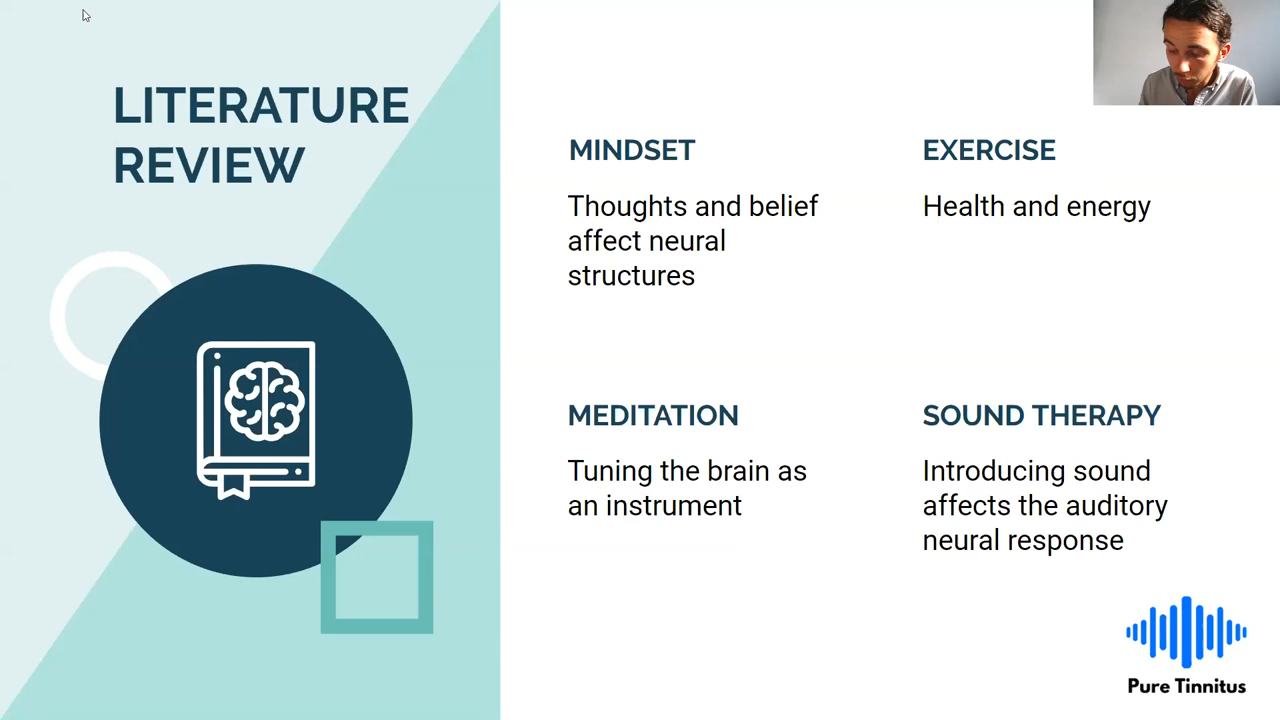 LITERATURE
REVIEW
MINDSET
Thoughts and belief
affect neural
structures
EXERCISE
Health and energy
MEDITATION
Tuning the brain as
an instrument
SOUND THERAPY
Introducing sound
affects the auditory
neural response
Pure Tinnitus